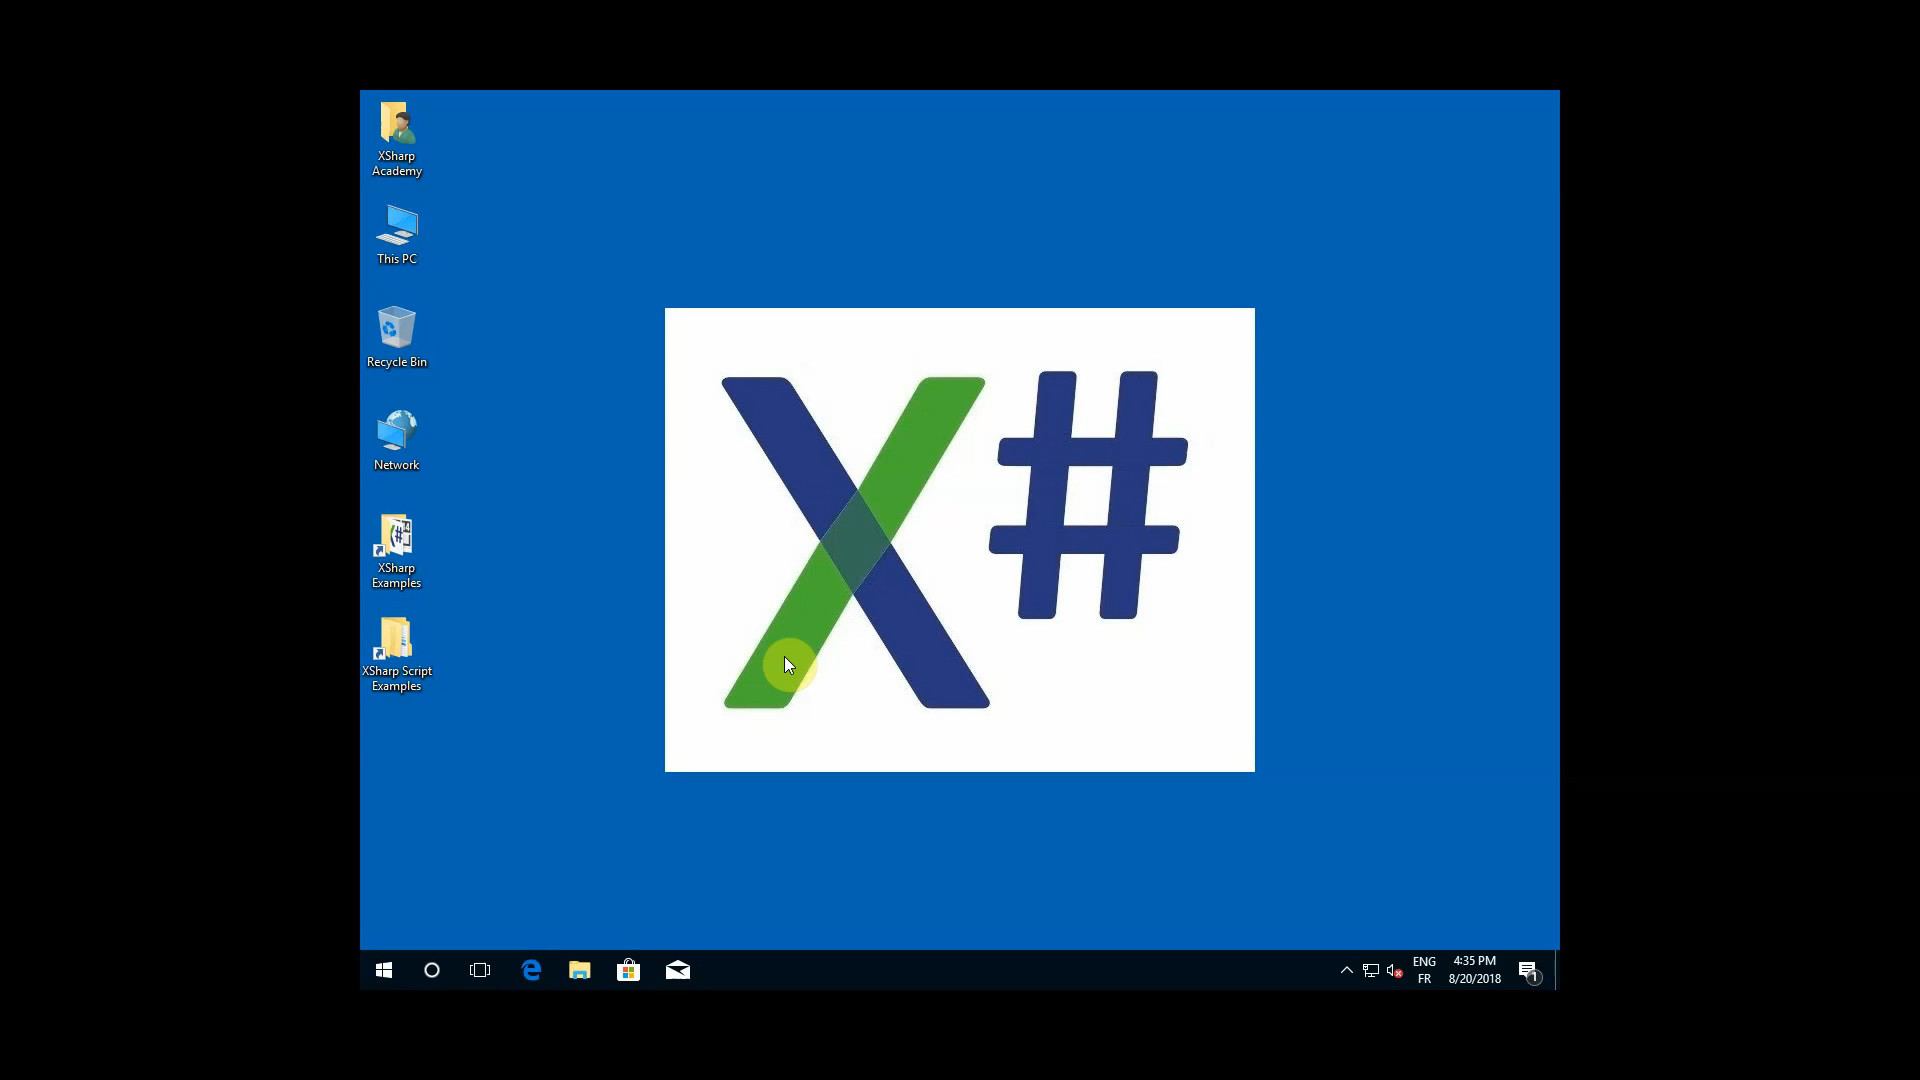 XSharp
Academy
This PC
Recycle Bin
Network
XSharp
Examples
XSharp Script
Examples
X#
ENG
FR
4:35 PM
8/20/2018
1